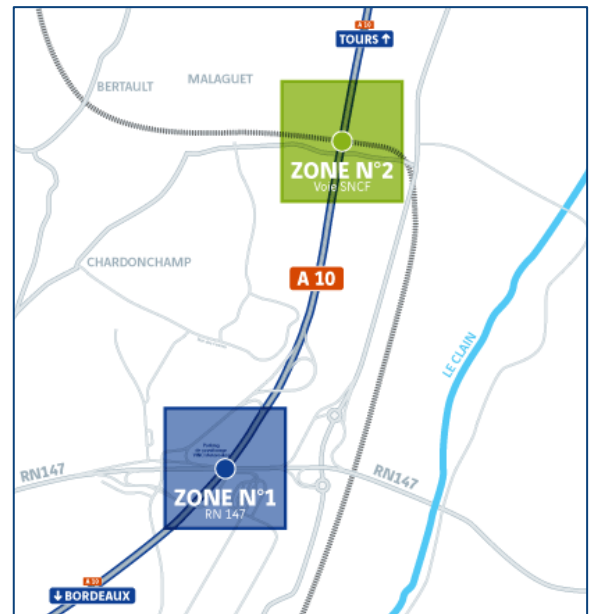 A 10
TOURS ↑
MALAGUET
BERTAULT
ZONE N°2
Voie SNCF
CHARDONCHAMP
A 10
LE CLAIN
RN147
RN147
ZONE N°1
RN 147
A 10
↓ BORDEAUX